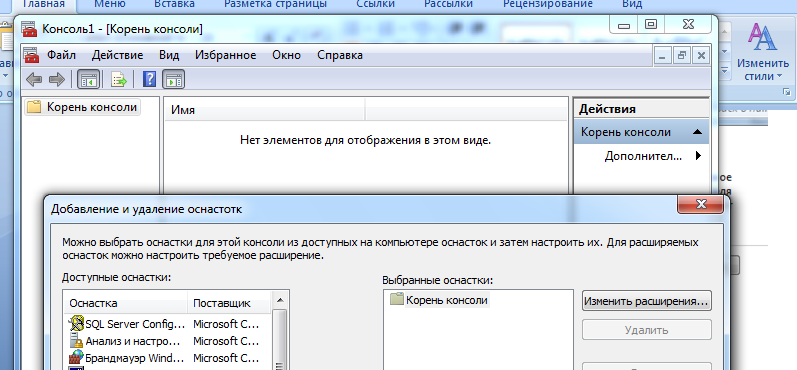 Главная Меню Вставка Разметка страницы Ссылки Рассылки Рецензирование
Консоль1 - [Корень консоли]
Файл Действие Вид Избранное Окно Справка
Изменить
стили
Корень консоли
Имя
Нет элементов для отображения в этом виде.
Действия
Корень консоли
Дополнител...
ое
Добавление и удаление оснастотк
Можно выбрать оснастки для этой консоли из доступных на компьютере оснасток и затем настроить их. Для расширяемых
оснасток можно настроить требуемое расширение.
Доступные оснастки:
Оснастка Поставщик
SQL Server Config... Microsoft C...
Анализ и настро... Microsoft C...
Брандмауэр Wind... Microsoft C...
Выбранные оснастки:
Корень консоли
Изменить расширения...
Удалить